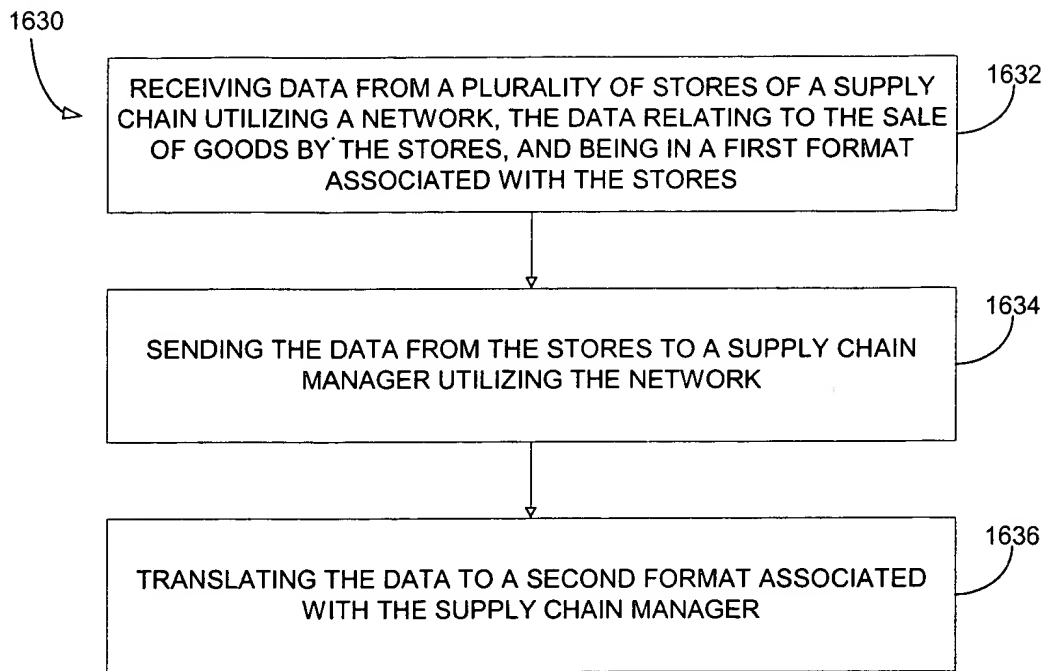 1630
RECEIVING DATA FROM A PLURALITY OF STORES OF A SUPPLY
CHAIN UTILIZING A NETWORK, THE DATA RELATING TO THE SALE
OF GOODS BY THE STORES, AND BEING IN A FIRST FORMAT
ASSOCIATED WITH THE STORES
1632
SENDING THE DATA FROM THE STORES TO A SUPPLY CHAIN
MANAGER UTILIZING THE NETWORK
1634
TRANSLATING THE DATA TO A SECOND FORMAT ASSOCIATED
WITH THE SUPPLY CHAIN MANAGER
1636